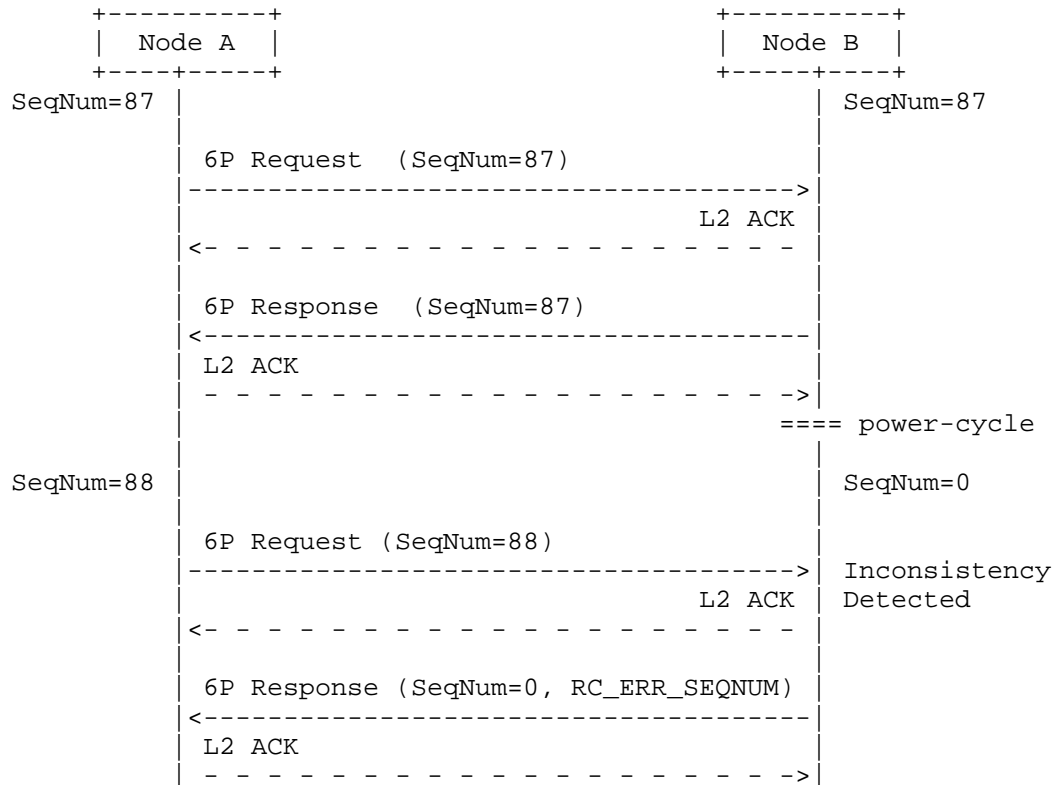 Node A Node B
SeqNum=87 SeqNum=87
6P Request (SeqNum=87)
L2 ACK
6P Response (SeqNum=87)
L2 ACK
==== power-cycle
SeqNum=88 SeqNum=0
6P Request (SeqNum=88)
Inconsistency
L2 ACK Detected
6P Response (SeqNum=0, RC_ERR_SEQNUM)
L2 ACK